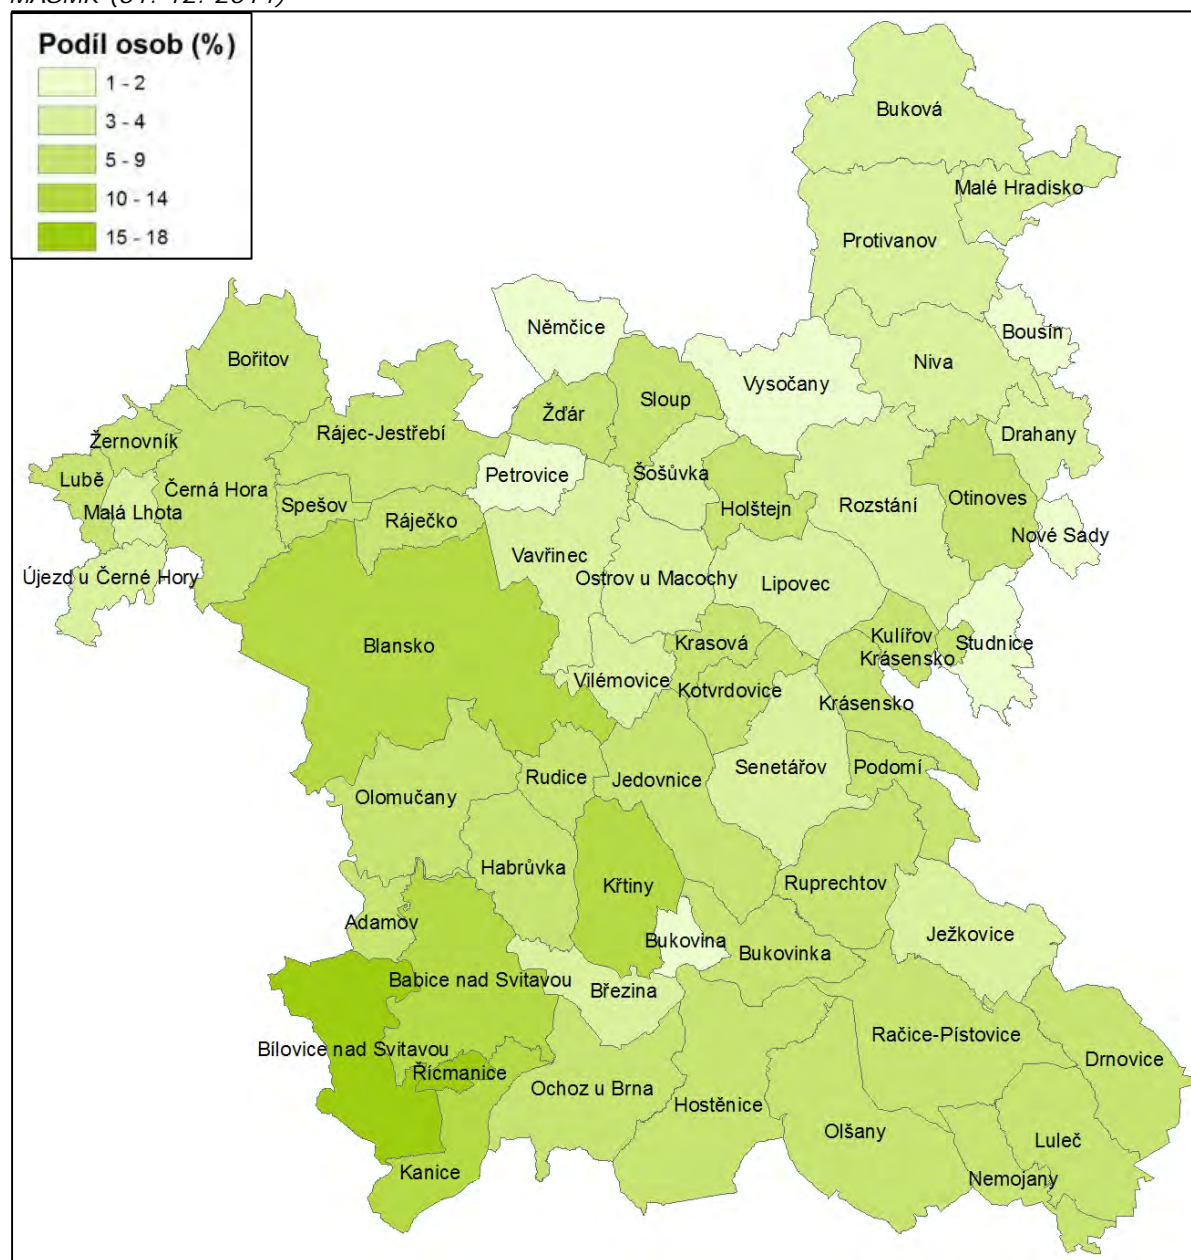 MASMK (31. 12. 2011)
Podíl osob (%)
1 - 2
3 - 4
5 - 9
10 - 14
15 - 18
Buková
Malé Hradisko
Protivanov
Němčice
Bousín
Bořitov
Vysočany
Niva
Žďár
Sloup
Žernovník
Rájec-Jestřebí
Drahany
Lubě
Černá Hora
Petrovice
Šošůvka
Malá Lhota
Spešov
Ráječko
Holštejn
Rozstání
Otinoves
Nové Sady
Újezd u Černé Hory
Vavřinec
Ostrov u Macochy
Lipovec
Blansko
Krasová
Kulířov
Studnice
Krásensko
Vilémovice
Kotvrdovice
Krásensko
Olomučany
Rudice
Jedovnice
Senetářov
Podomí
Habrůvka
Křtiny
Ruprechtov
Adamov
Bukovina
Bukovinka
Ježkovice
Babice nad Svitavou
Březina
Bílovice nad Svitavou
Řícmanice
Ochoz u Brna
Hostěnice
Račice-Pístovice
Drnovice
Olšany
Luleč
Kanice
Nemojany